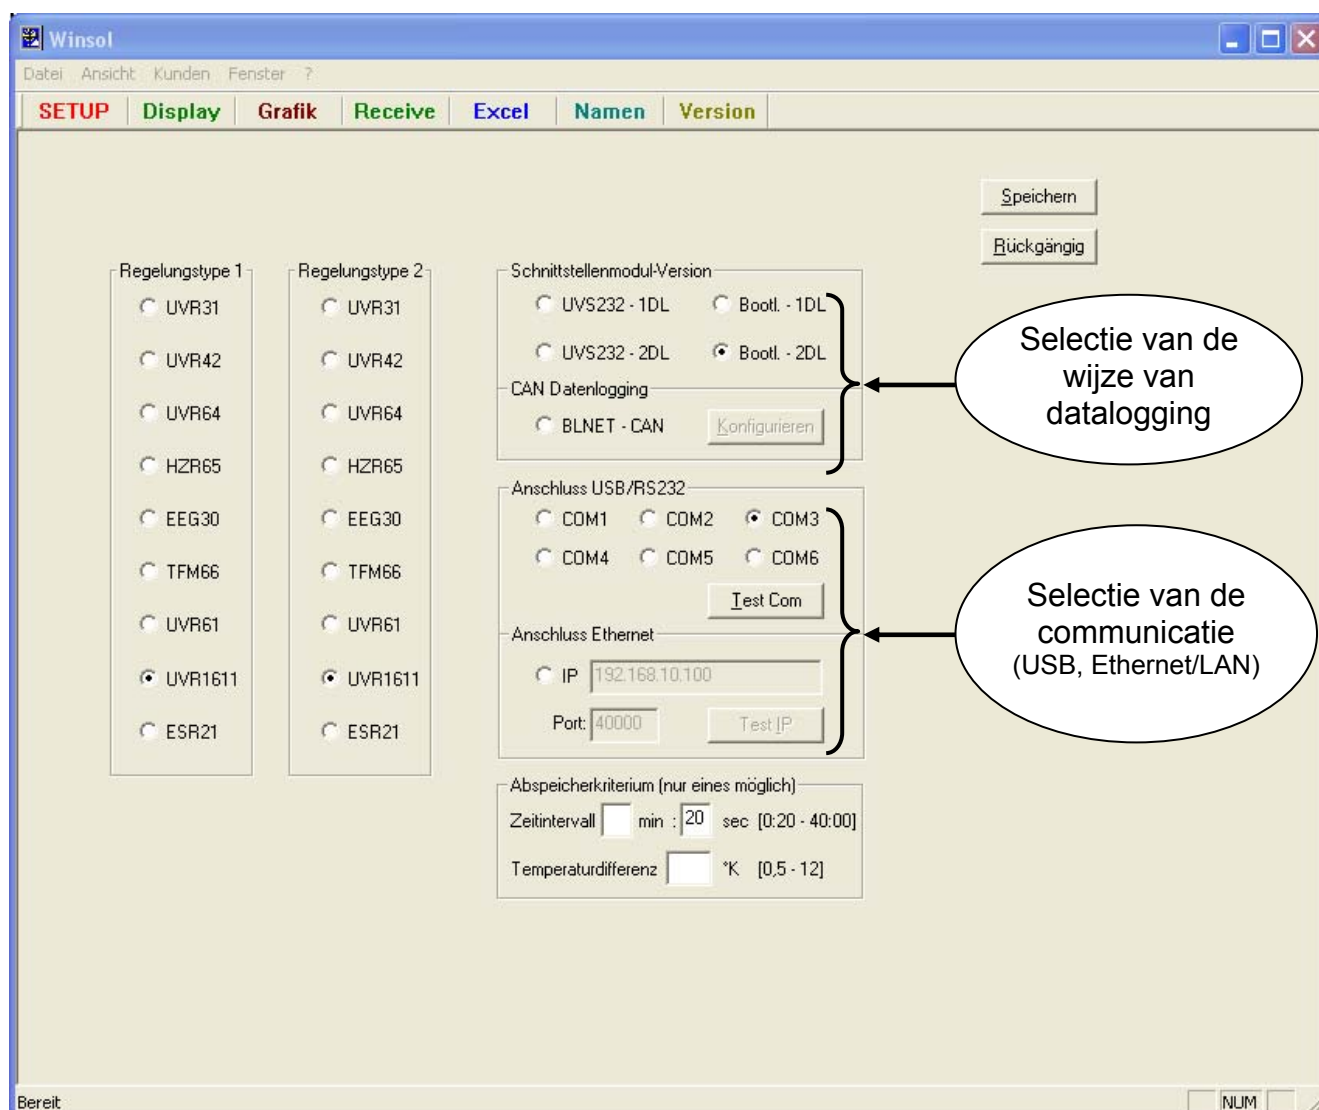 Winsol
Datei Ansicht Kunden Fenster ?
SETUP Display Grafik Receive Excel Namen Version
Speichern
Rückgängig
Regelungstype 1
UVR31
UVR42
UVR64
HZR65
EEG30
TFM66
UVR61
UVR1611
ESR21
Regelungstype 2
UVR31
UVR42
UVR64
HZR65
EEG30
TFM66
UVR61
UVR1611
ESR21
Schnittstellenmodul-Version
UVS232 - 1DL Bootl. - 1DL
UVS232 - 2DL Bootl. - 2DL
CAN Datenlogging
BLNET - CAN Konfigurieren
Anschluss USB/RS232
COM1 COM2 COM3
COM4 COM5 COM6
Test Com
Anschluss Ethernet
IP 192.168.10.100
Port: 40000 Test IP
Abspeicherkriterium (nur eines möglich)
Zeitintervall min : 20 sec [0:20 - 40:00]
Temperaturdifferenz °K [0,5 - 12]
Selectie van de
wijze van
datalogging
Selectie van de
communicatie
(USB, Ethernet/LAN)
Bereit NUM